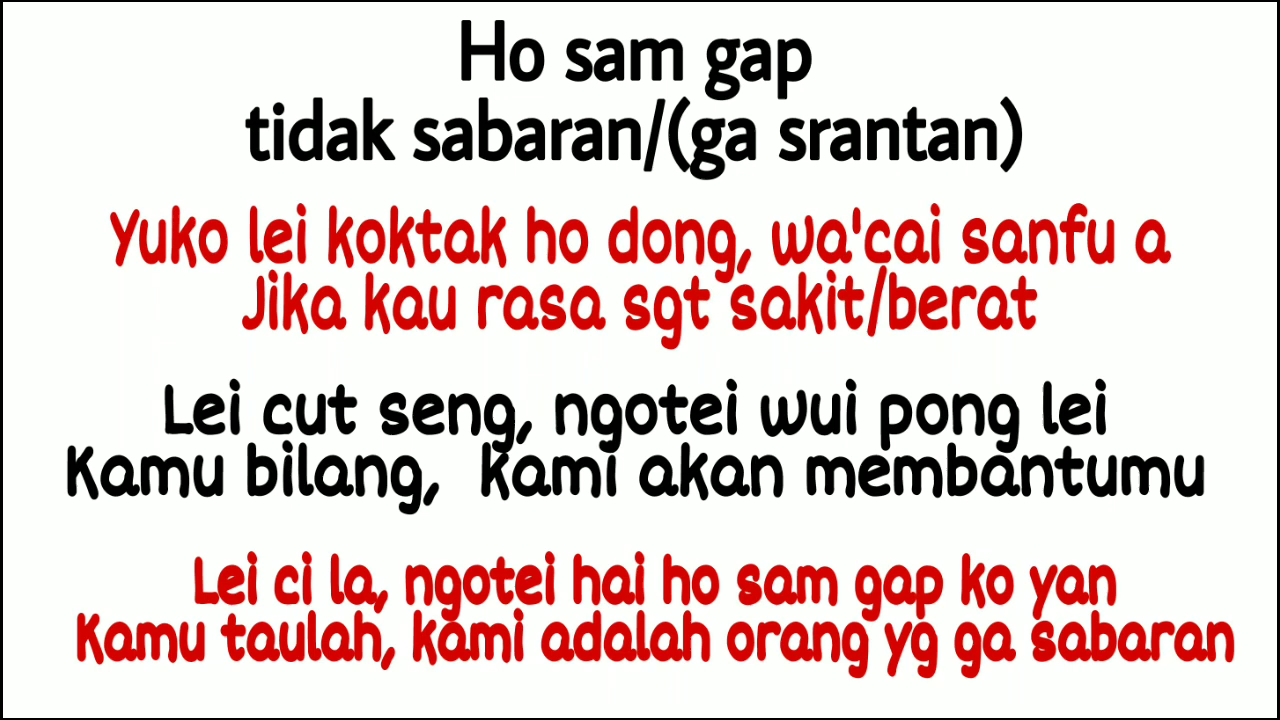 Ho sam gap
tidak sabaran/(ga srantan)
Yuko lei koktak ho dong, wa'cai sanfu a
Jika kau rasa sgt sakit/berat
Lei cut seng, ngotei wui pong lei
Kamu bilang, kami akan membantumu
Lei ci la, ngotei hai ho sam gap ko yan
Kamu taulah, kami adalah orang yg ga sabaran